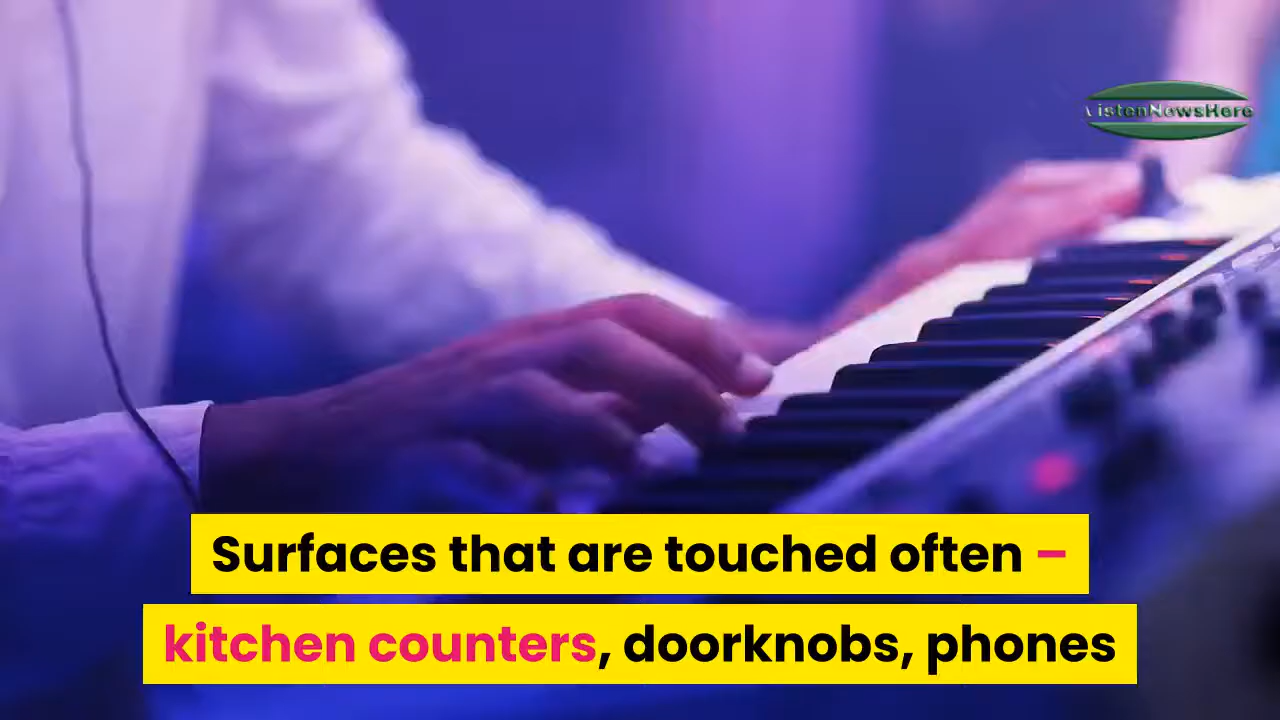 ListenNewsHere
Surfaces that are touched often –
kitchen counters, doorknobs, phones